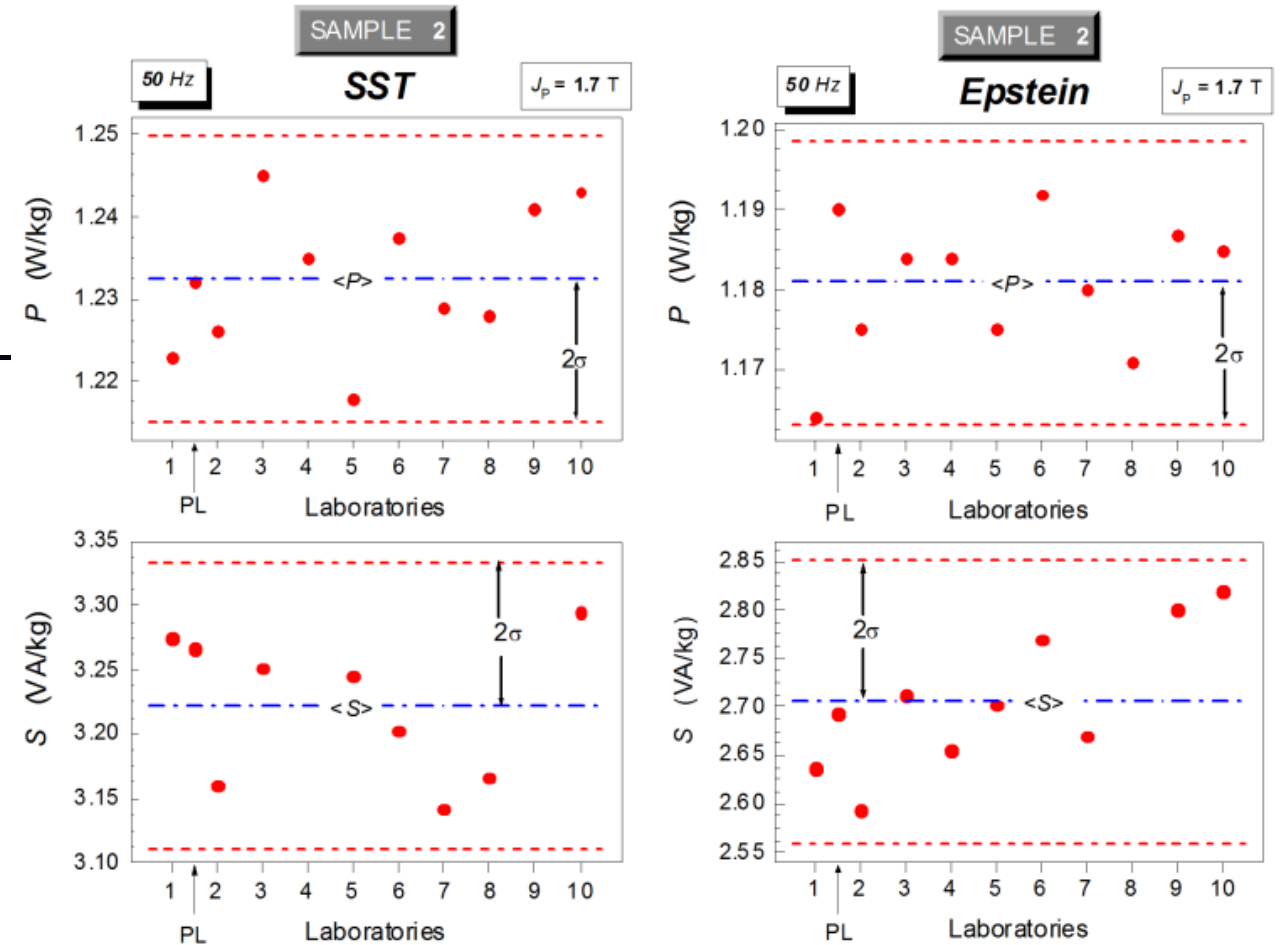 SAMPLE 2
50 Hz
SST
J_P = 1.7 T
1.25
1.24
1.23
1.22
P (W/kg)
<P>
2σ
1 2 3 4 5 6 7 8 9 10
PL
Laboratories
SAMPLE 2
50 Hz
Epstein
J_P = 1.7 T
1.20
1.19
1.18
1.17
P (W/kg)
<P>
2σ
1 2 3 4 5 6 7 8 9 10
PL
Laboratories
3.35
3.30
3.25
3.20
3.15
3.10
S (VA/kg)
2σ
<S>
1 2 3 4 5 6 7 8 9 10
PL
Laboratories
2.85
2.80
2.75
2.70
2.65
2.60
2.55
S (VA/kg)
2σ
<S>
1 2 3 4 5 6 7 8 9 10
PL
Laboratories